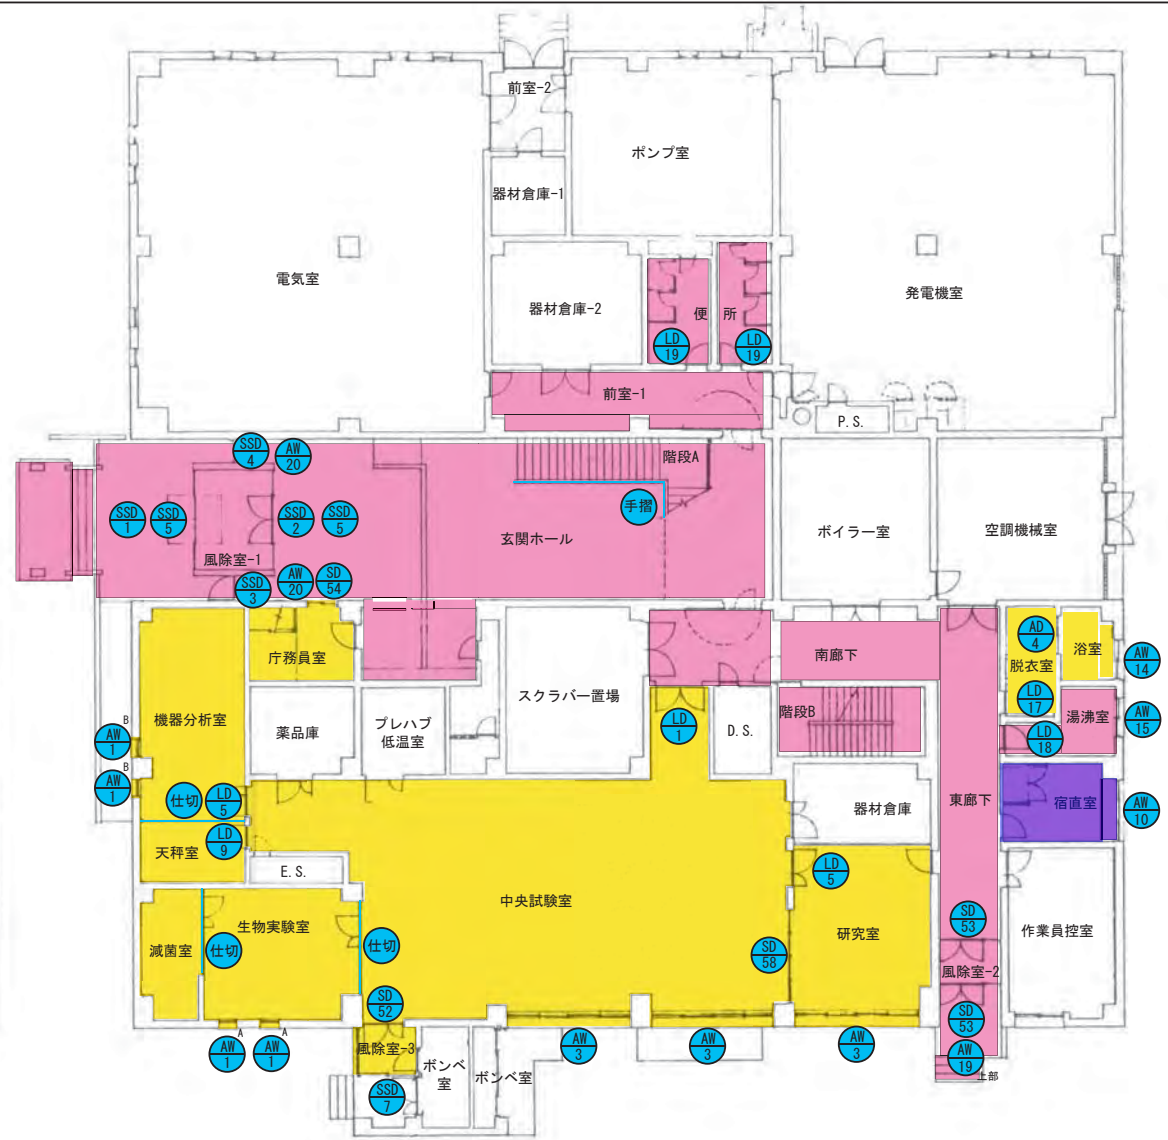 前室-2
ポンプ室
器材倉庫-1
電気室
器材倉庫-2
発電機室
便 所
LD
19
LD
19
前室-1
P.S.
SSD
4
AW
20
階段A
手摺
SSD
1
SSD
5
SSD
2
SSD
5
玄関ホール
ボイラー室
空調機械室
風除室-1
SSD
3
AW
20
SD
54
庁務員室
南廊下
AD
4
浴室
脱衣室
AW
14
LD
17
機器分析室
薬品庫
プレハブ
低温室
スクラバー置場
LD
1
D.S.
階段B
湯沸室
AW
15
LD
18
B
AW
1
B
AW
1
仕切
LD
5
器材倉庫
東廊下
宿直室
AW
10
天秤室
LD
9
E.S.
LD
5
中央試験室
滅菌室
生物実験室
仕切
仕切
SD
58
研究室
SD
53
作業員控室
風除室-2
SD
52
SD
53
A
AW
1
A
AW
1
風除室-3
ボンベ
室
ボンベ室
AW
3
AW
3
AW
3
AW
19
上部
SSD
7